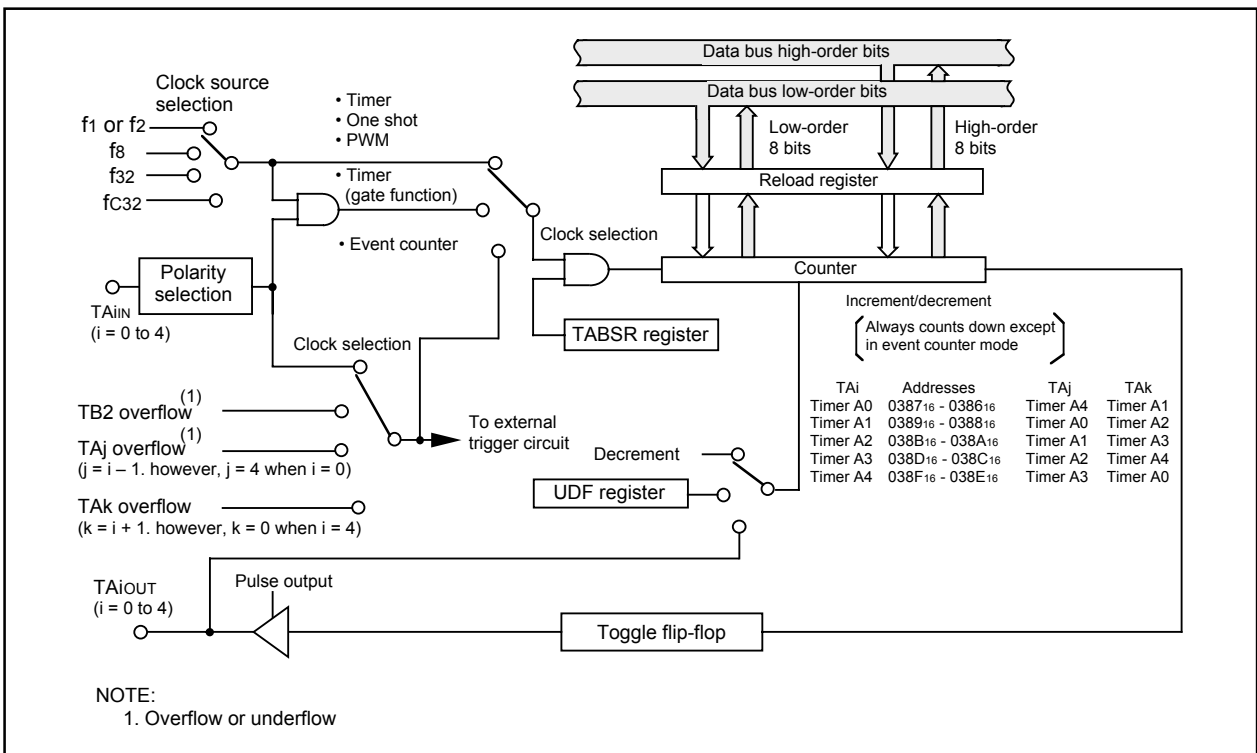 Data bus high-order bits
Data bus low-order bits
Clock source
selection
f1 or f2
f8
f32
fC32
• Timer
• One shot
• PWM
• Timer
(gate function)
• Event counter
Low-order
8 bits
High-order
8 bits
Reload register
Clock selection
Counter
Polarity
selection
TAiIN
(i = 0 to 4)
TABSR register
Increment/decrement
Always counts down except
in event counter mode
Clock selection
TB2 overflow (1)
TAj overflow (1)
(j = i – 1. however, j = 4 when i = 0)
TAk overflow
(k = i + 1. however, k = 0 when i = 4)
To external
trigger circuit
Decrement
UDF register
TAi Addresses TAj TAk
Timer A0 038716 - 038616 Timer A4 Timer A1
Timer A1 038916 - 038816 Timer A0 Timer A2
Timer A2 038B16 - 038A16 Timer A1 Timer A3
Timer A3 038D16 - 038C16 Timer A2 Timer A4
Timer A4 038F16 - 038E16 Timer A3 Timer A0
TAiOUT
(i = 0 to 4)
Pulse output
Toggle flip-flop
NOTE:
1. Overflow or underflow